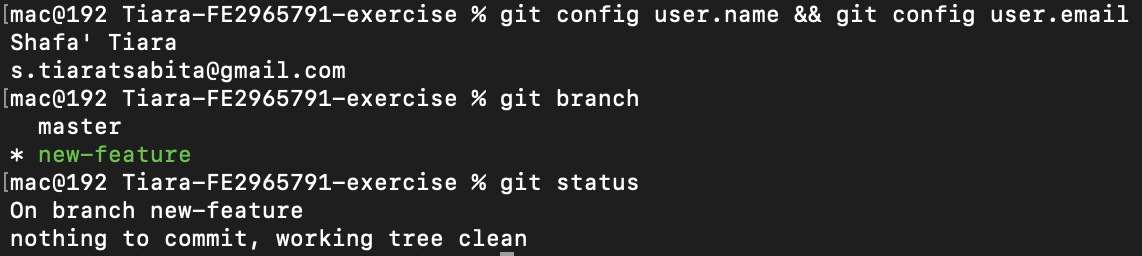 [mac@192 Tiara-FE2965791-exercise % git config user.name && git config user.email
Shafa' Tiara
s.tiaratsabita@gmail.com
[mac@192 Tiara-FE2965791-exercise % git branch
  master
* new-feature
[mac@192 Tiara-FE2965791-exercise % git status
On branch new-feature
nothing to commit, working tree clean